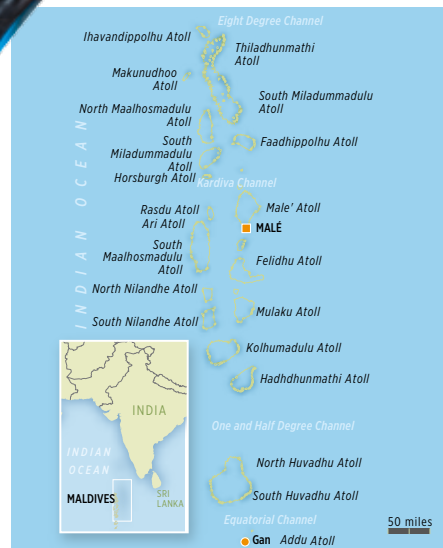 Eight Degree Channel
Ihavandippolhu Atoll
Thiladhunmathi
Atoll
Makunudhoo
Atoll
South Miladummadulu
Atoll
North Maalhosmadulu
Atoll
South
Miladummadulu
Atoll
Faadhippolhu Atoll
Horsburgh Atoll
Kardiva Channel
INDIAN OCEAN
Rasdu Atoll
Ari Atoll
Male' Atoll
MALÉ
South
Maalhosmadulu
Atoll
Felidhu Atoll
North Nilandhe Atoll
South Nilandhe Atoll
Mulaku Atoll
Kolhumadulu Atoll
Hadhdhunmathi Atoll
INDIA
INDIAN
OCEAN
MALDIVES
SRI
LANKA
One and Half Degree Channel
North Huvadhu Atoll
South Huvadhu Atoll
Equatorial Channel
50 miles
Gan Addu Atoll